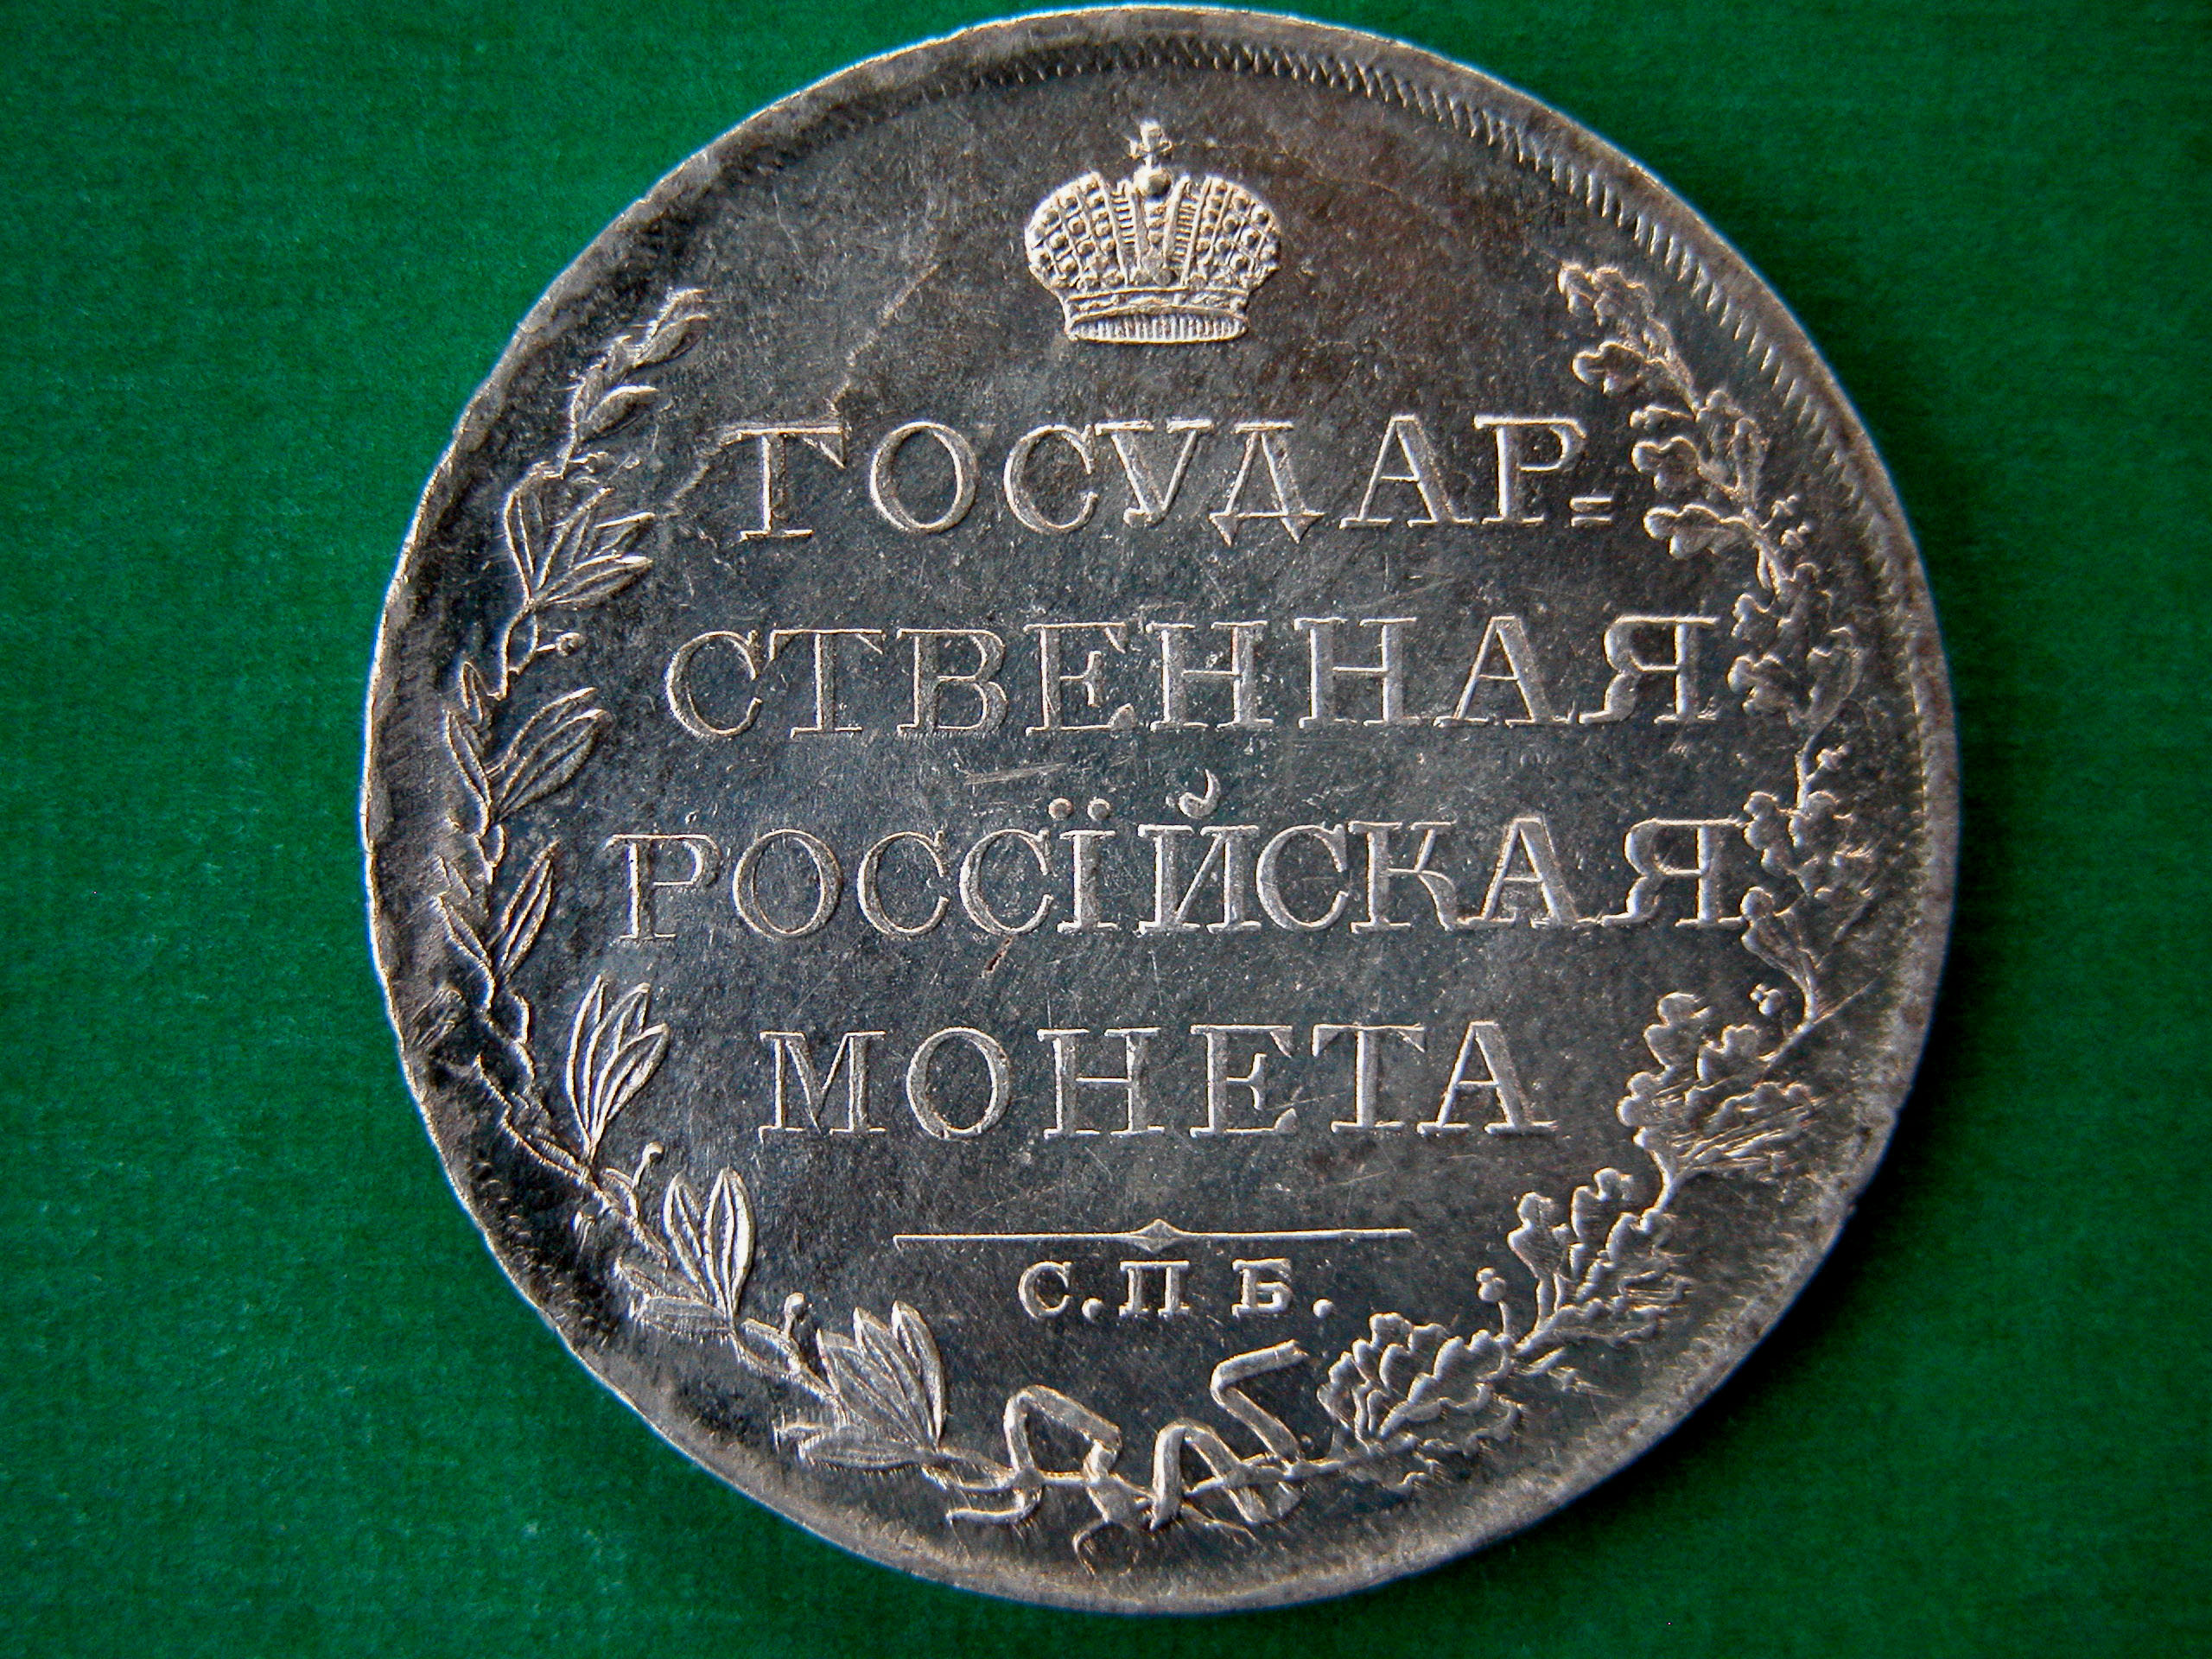 ГОСУДАР=
СТВЕННАЯ
РОССІЙСКАЯ
МОНЕТА
С.П Б.